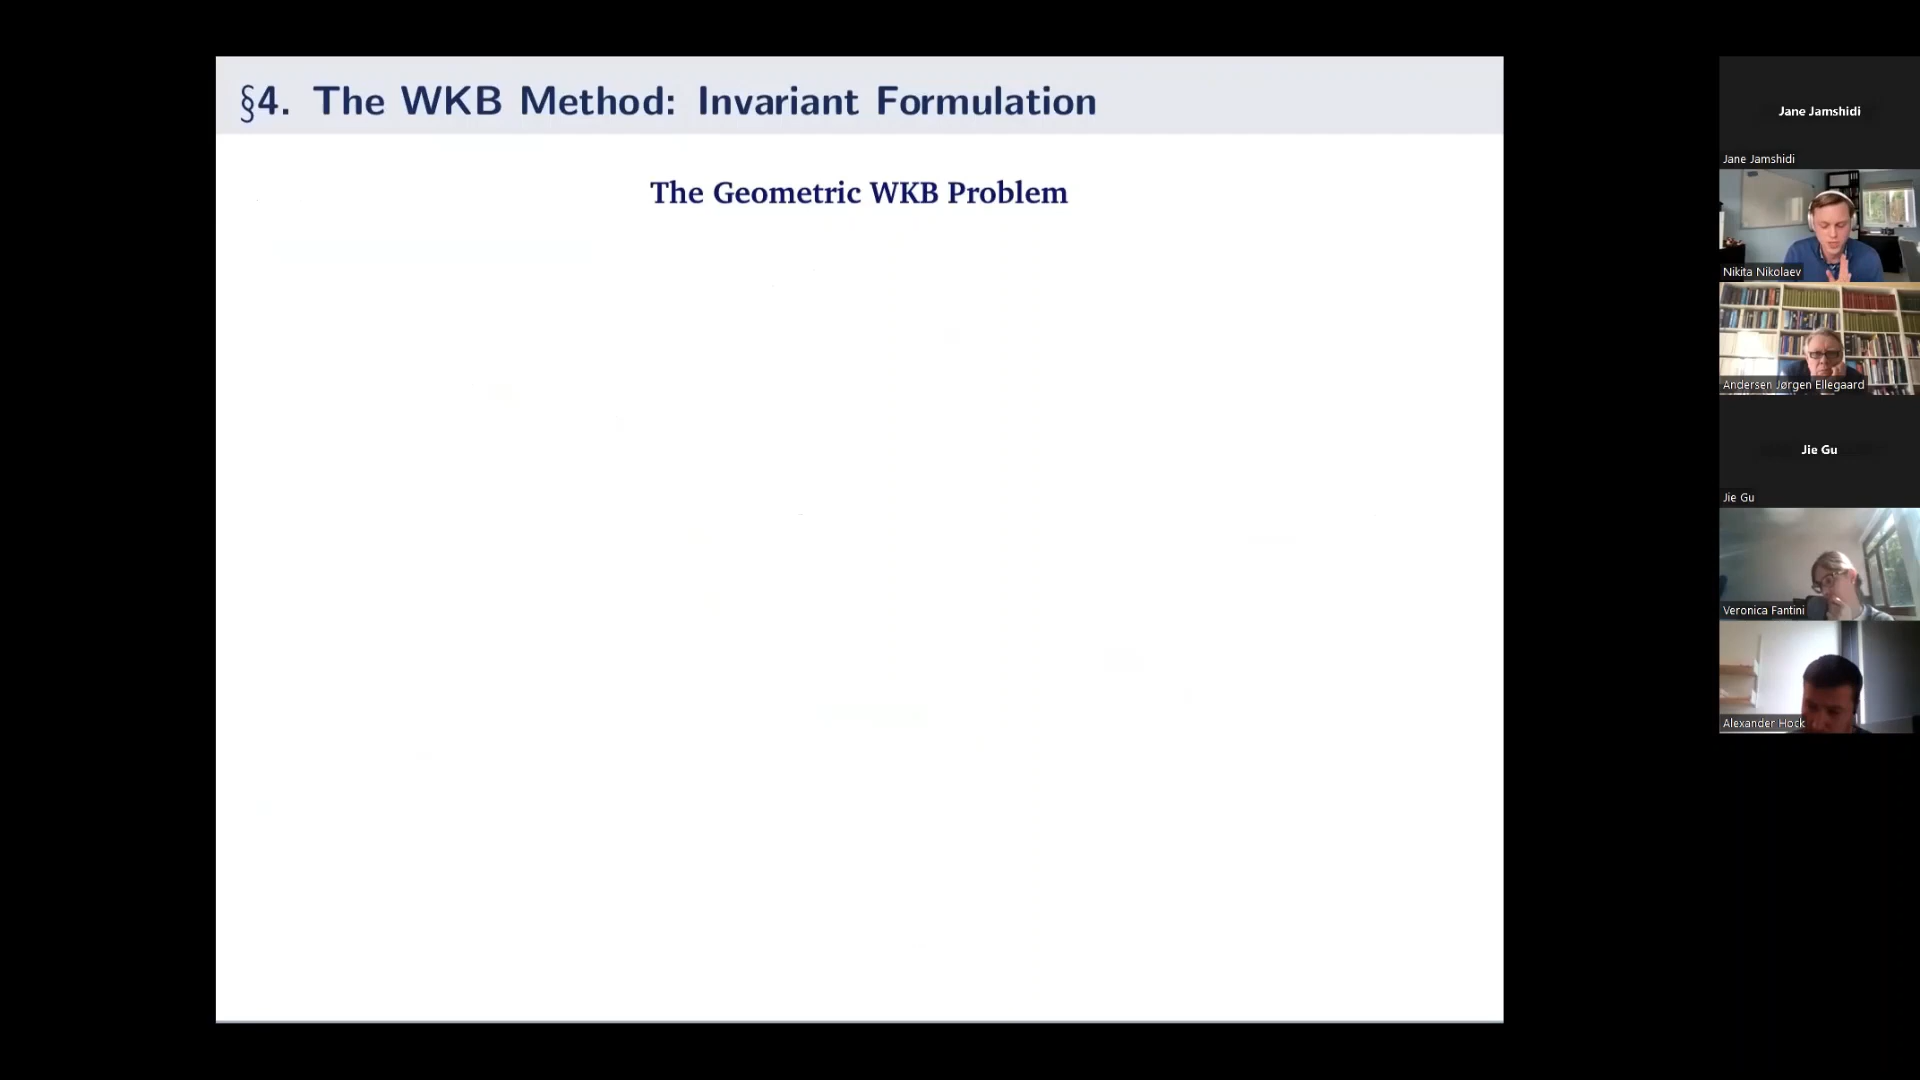 §4. The WKB Method: Invariant Formulation
The Geometric WKB Problem
Jane Jamshidi
Jane Jamshidi
Nikita Nikolaev
Andersen Jørgen Ellegaard
Jie Gu
Jie Gu
Veronica Fantini
Alexander Hock